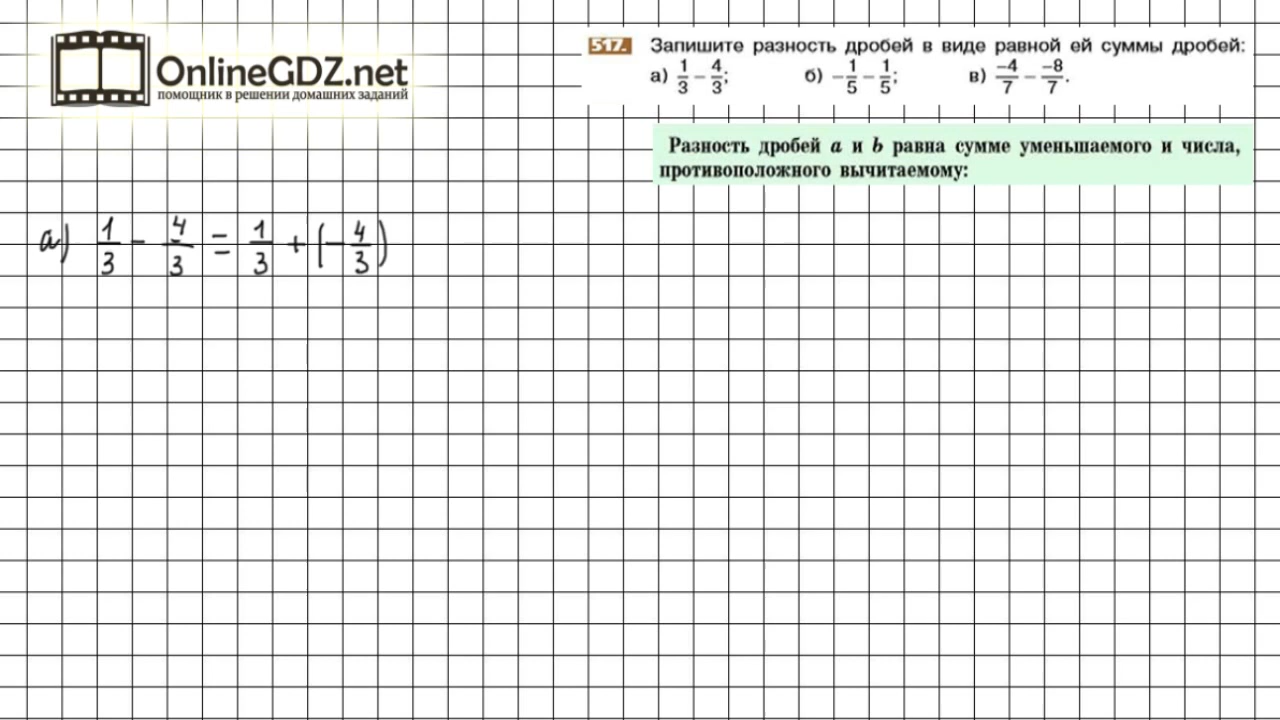 OnlineGDZ.net
помощник в решении домашних заданий
517. Запишите разность дробей в виде равной ей суммы дробей:
а) 1/3 − 4/3; б) −1/5 − 1/5; в) −4/7 − −8/7.
Разность дробей a и b равна сумме уменьшаемого и числа,
противоположного вычитаемому:
а) 1/3 − 4/3 = 1/3 + (−4/3)